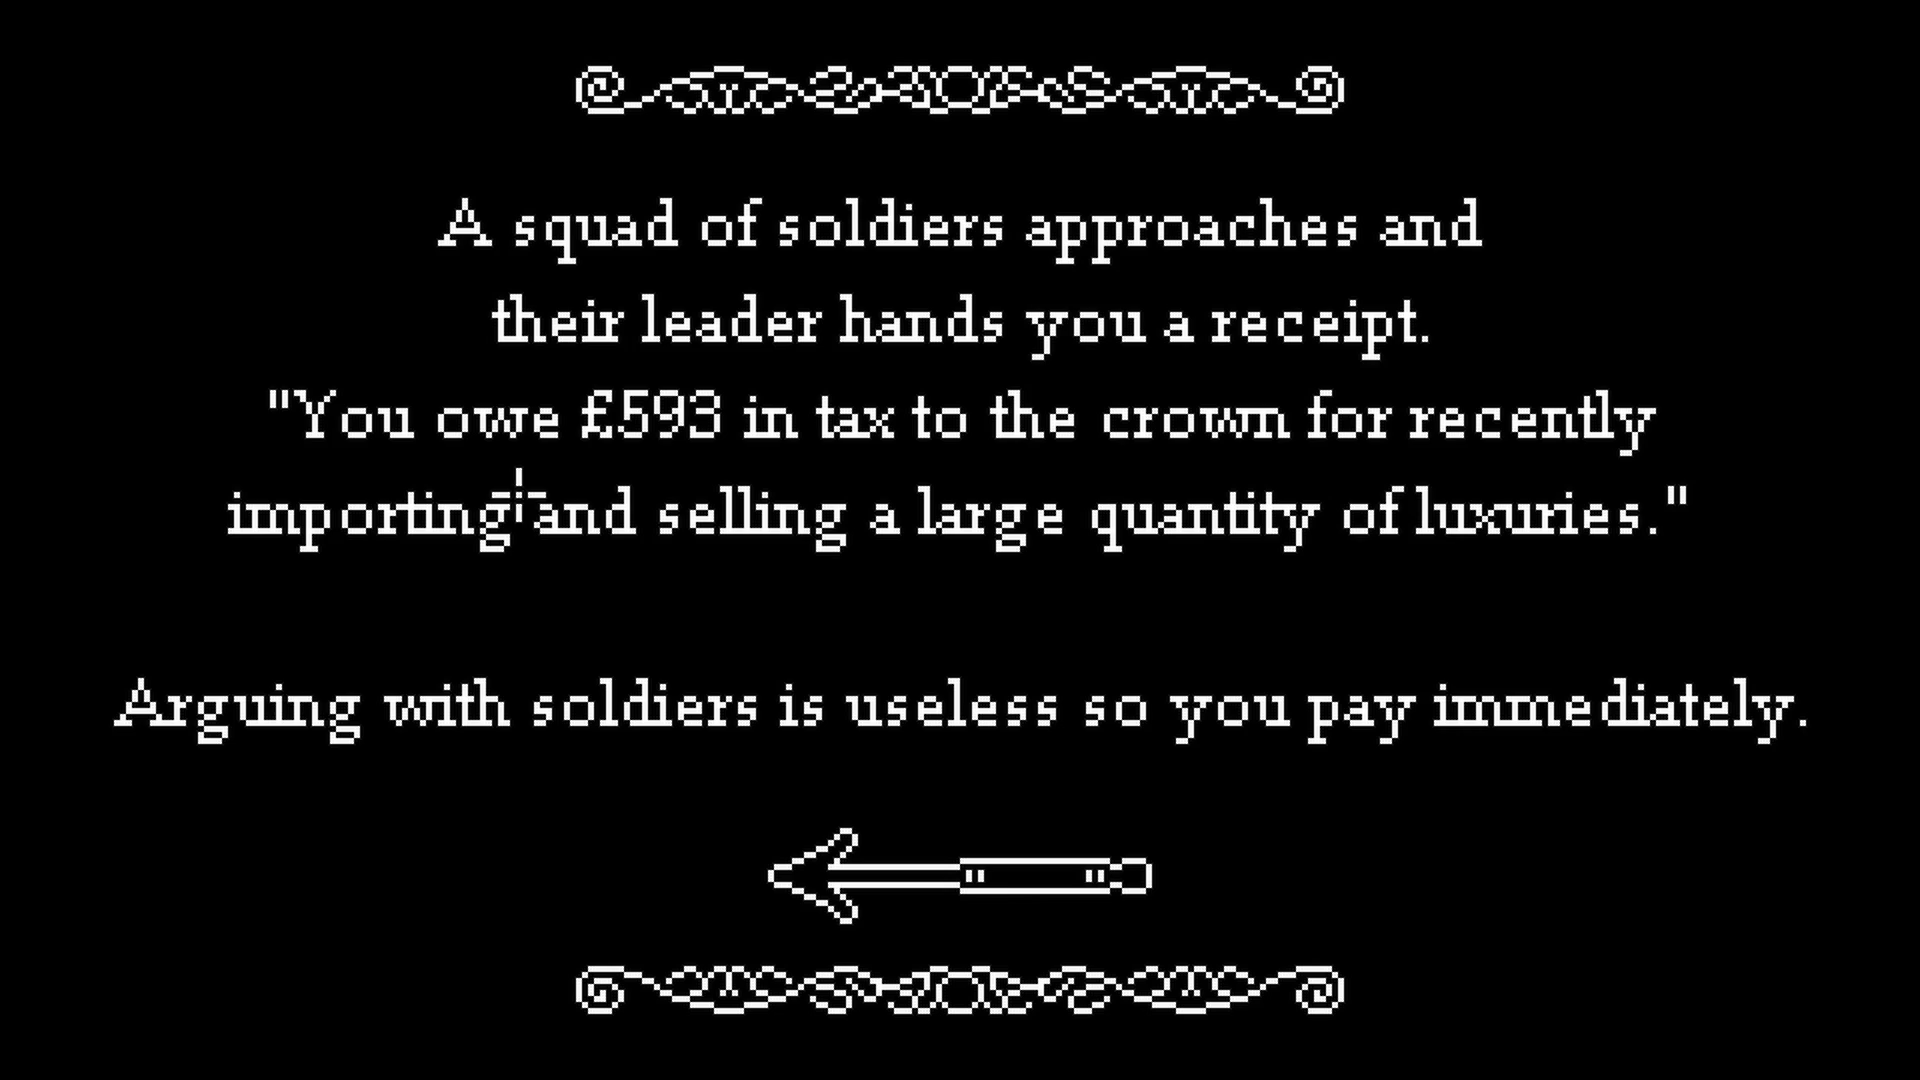 A squad of soldiers approaches and
their leader hands you a receipt.
"You owe £593 in tax to the crown for recently
importing and selling a large quantity of luxuries."
Arguing with soldiers is useless so you pay immediately.